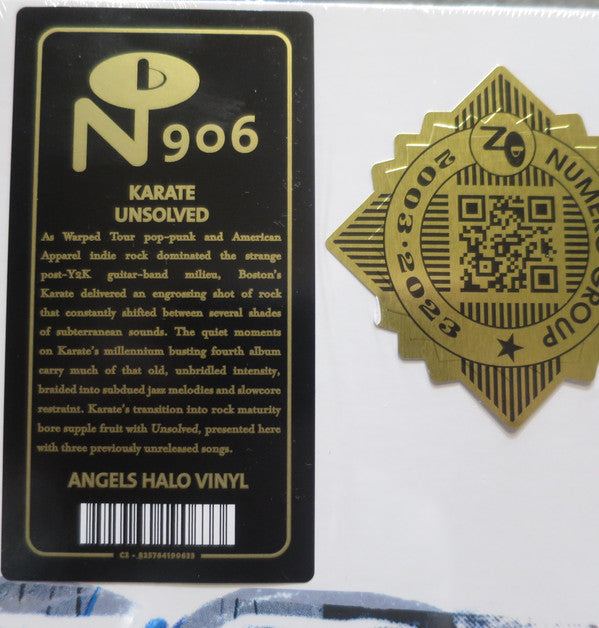 N 906
KARATE
UNSOLVED
As Warped Tour pop-punk and American
Apparel indie rock dominated the strange
post-Y2K guitar-band milieu, Boston's
Karate delivered an engrossing shot of rock
that constantly shifted between several shades
of subterranean sounds. The quiet moments
on Karate's millennium busting fourth album
carry much of that old, unbridled intensity,
braided into subdued jazz melodies and slowcore
restraint. Karate's transition into rock maturity
bore supple fruit with Unsolved, presented here
with three previously unreleased songs.
ANGELS HALO VINYL
C2 - 825764190625
NUMERO GROUP
2003·2023